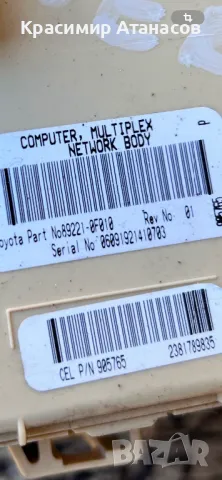 Красимир Атанасов
COMPUTER, MULTIPLEX
NETWORK BODY
P
oyota Part No89221-0F010 Rev No. 01
Serial No 06091921410703
CEL P/N 905765 2381789835
bazar